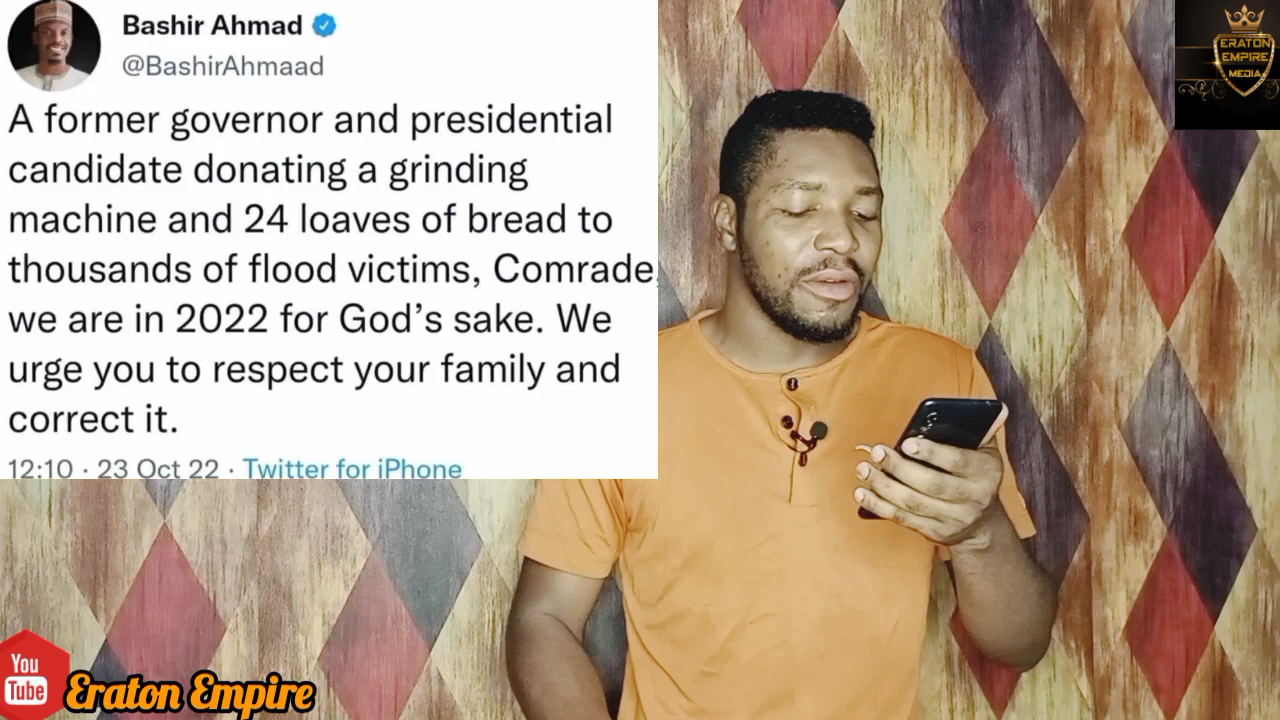 Bashir Ahmad
@BashirAhmaad
A former governor and presidential
candidate donating a grinding
machine and 24 loaves of bread to
thousands of flood victims, Comrade,
we are in 2022 for God's sake. We
urge you to respect your family and
correct it.
12:10 · 23 Oct 22 · Twitter for iPhone
ERATON
EMPIRE
MEDIA
You
Tube
Eraton Empire